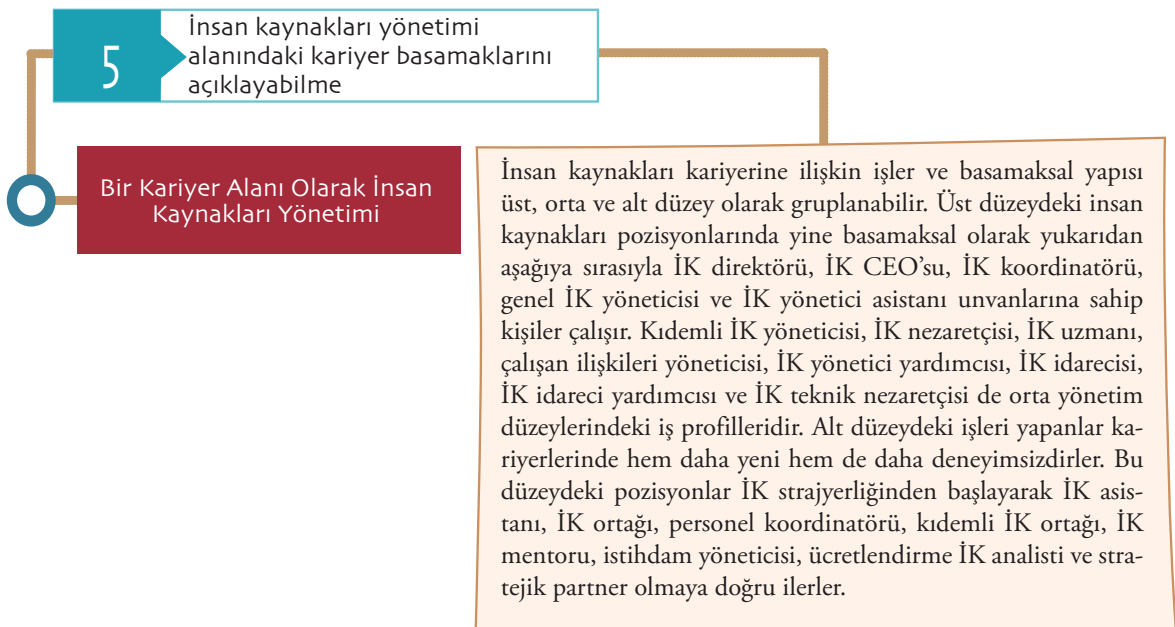 5
İnsan kaynakları yönetimi
alanındaki kariyer basamaklarını
açıklayabilme
Bir Kariyer Alanı Olarak İnsan
Kaynakları Yönetimi
İnsan kaynakları kariyerine ilişkin işler ve basamaksal yapısı
üst, orta ve alt düzey olarak gruplanabilir. Üst düzeydeki insan
kaynakları pozisyonlarında yine basamaksal olarak yukarıdan
aşağıya sırasıyla İK direktörü, İK CEO’su, İK koordinatörü,
genel İK yöneticisi ve İK yönetici asistanı unvanlarına sahip
kişiler çalışır. Kıdemli İK yöneticisi, İK nezaretçisi, İK uzmanı,
çalışan ilişkileri yöneticisi, İK yönetici yardımcısı, İK idarecisi,
İK idareci yardımcısı ve İK teknik nezaretçisi de orta yönetim
düzeylerindeki iş profilleridir. Alt düzeydeki işleri yapanlar ka-
riyerlerinde hem daha yeni hem de daha deneyimsizdirler. Bu
düzeydeki pozisyonlar İK strajyerliğinden başlayarak İK asis-
tanı, İK ortağı, personel koordinatörü, kıdemli İK ortağı, İK
mentoru, istihdam yöneticisi, ücretlendirme İK analisti ve stra-
tejik partner olmaya doğru ilerler.